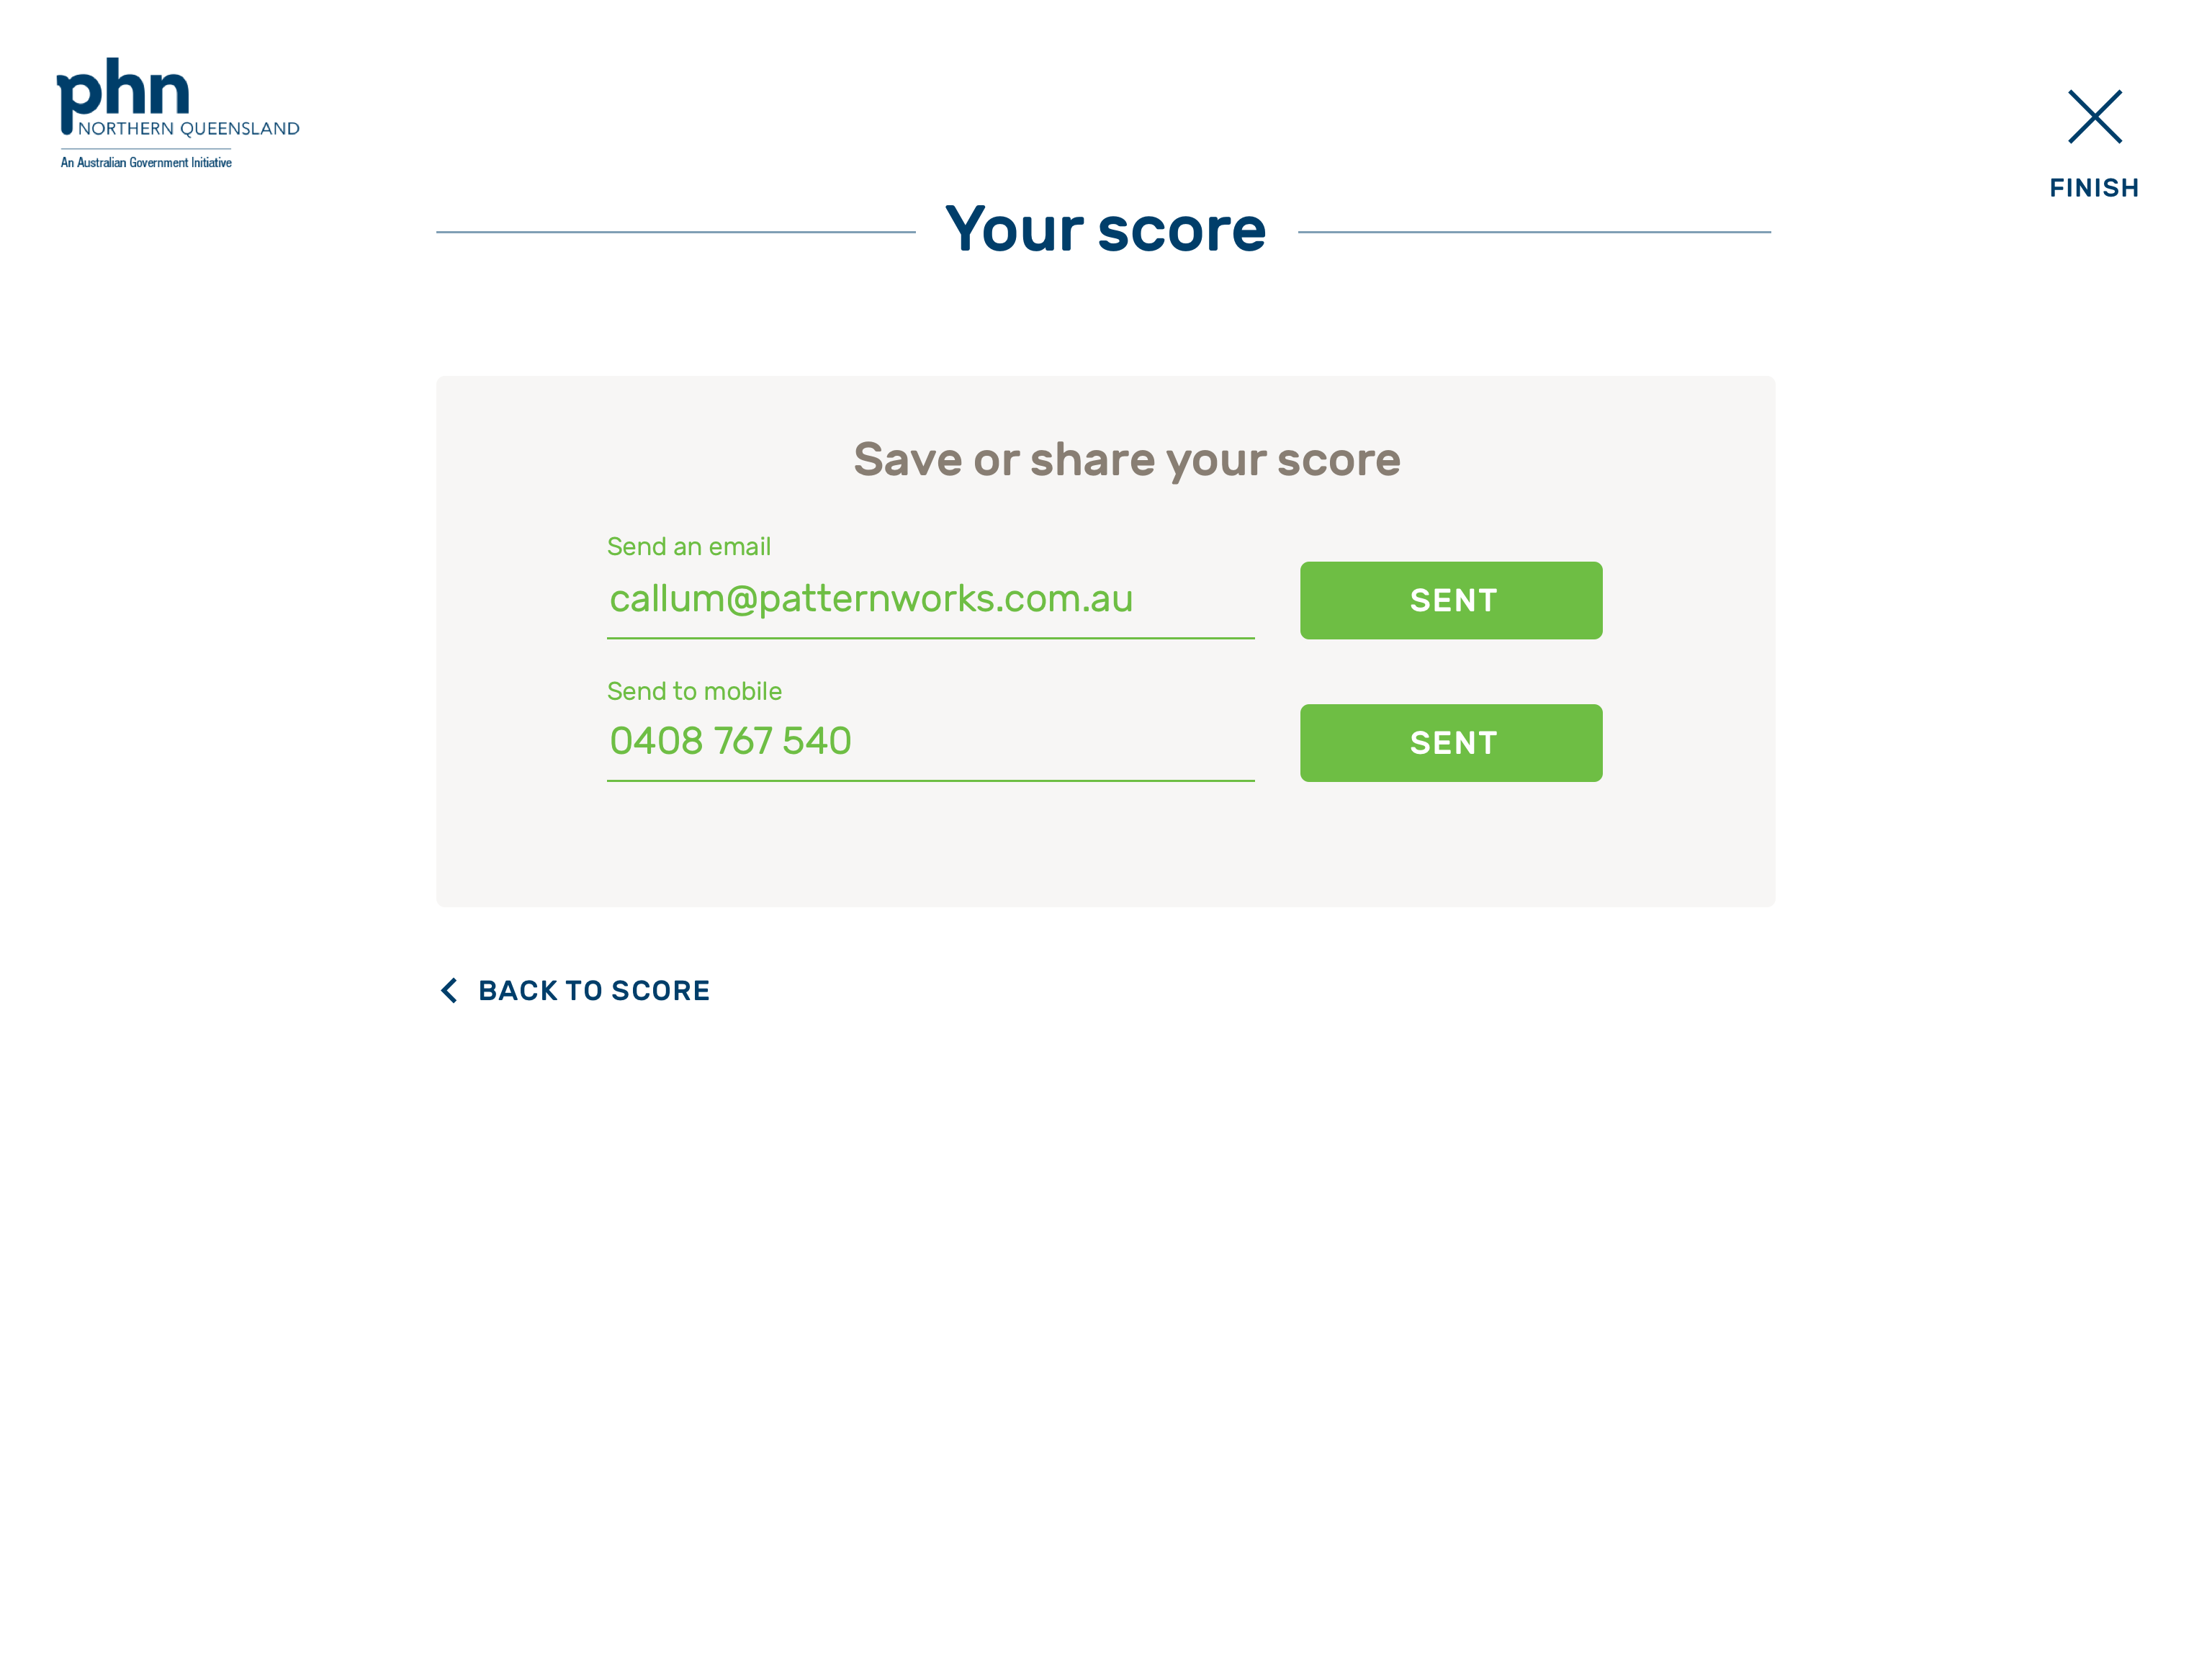 phn
NORTHERN QUEENSLAND
An Australian Government Initiative
FINISH
Your score
Save or share your score
Send an email
callum@patternworks.com.au
SENT
Send to mobile
0408 767 540
SENT
BACK TO SCORE